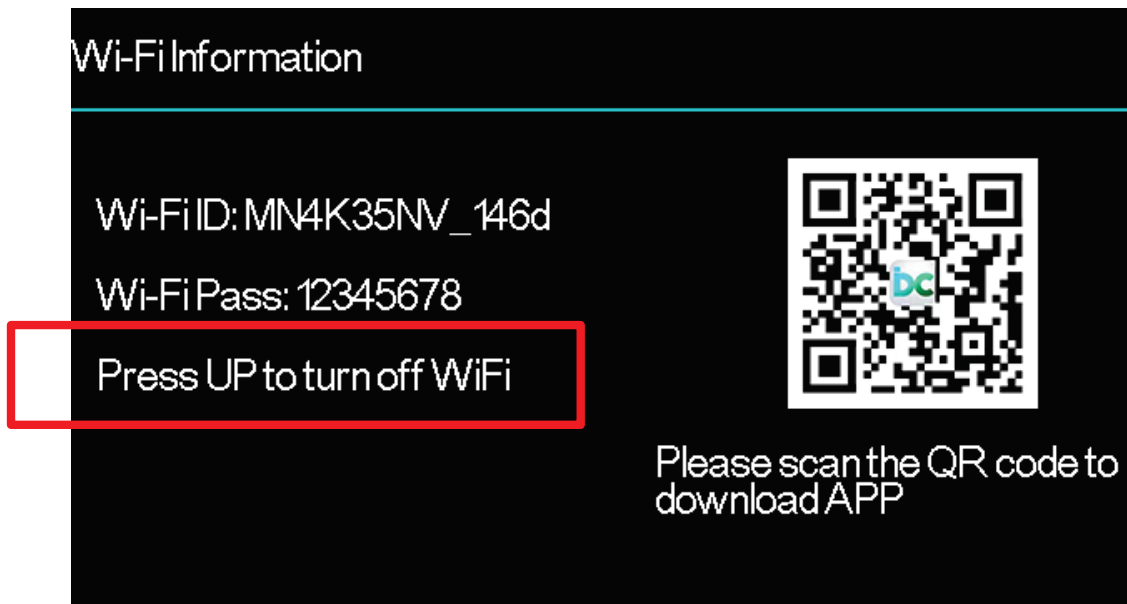 Wi-Fi Information
Wi-Fi ID: MN4K35NV_146d
Wi-Fi Pass: 12345678
Press UP to turn off WiFi
DC
Please scan the QR code to
download APP